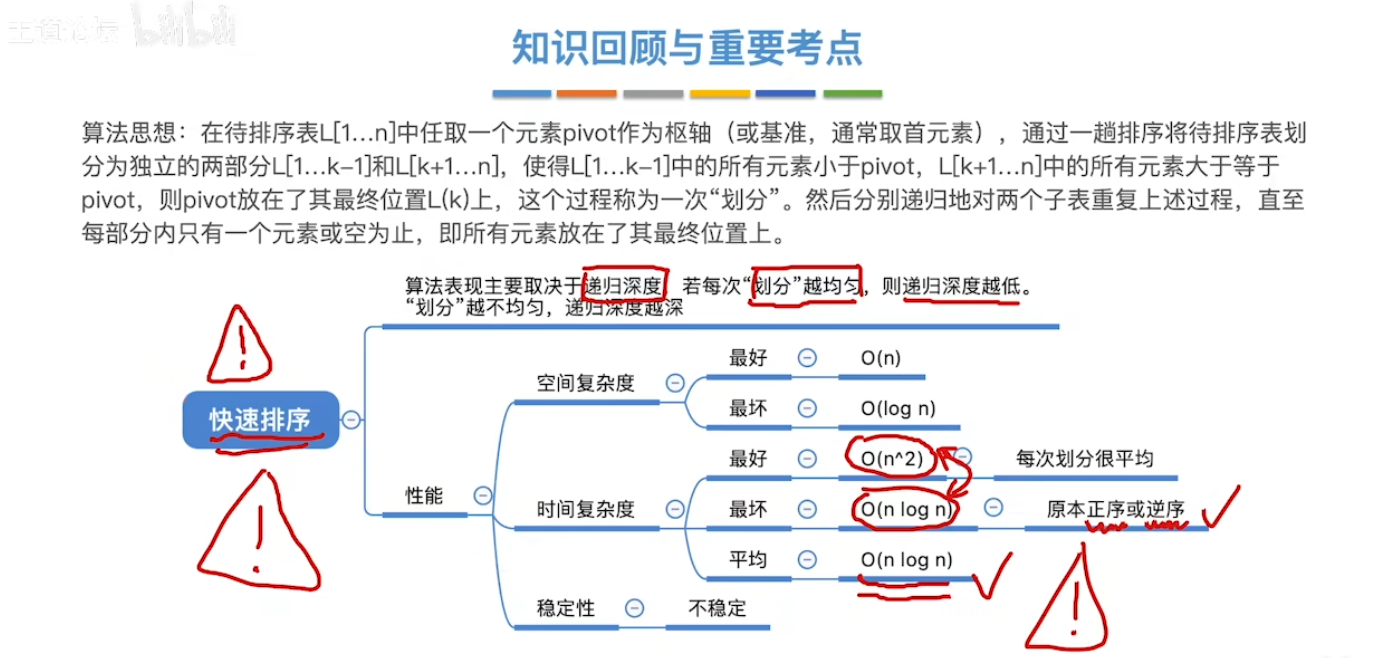 王道论坛 bilibili
知识回顾与重要考点
算法思想：在待排序表L[1...n]中任取一个元素pivot作为枢轴（或基准，通常取首元素），通过一趟排序将待排序表划
分为独立的两部分L[1...k-1]和L[k+1...n]，使得L[1...k-1]中的所有元素小于pivot，L[k+1...n]中的所有元素大于等于
pivot，则pivot放在了其最终位置L(k)上，这个过程称为一次“划分”。然后分别递归地对两个子表重复上述过程，直至
每部分内只有一个元素或空为止，即所有元素放在了其最终位置上。
算法表现主要取决于递归深度，若每次“划分”越均匀，则递归深度越低。
“划分”越不均匀，递归深度越深
快速排序
性能
空间复杂度
最好 O(n)
最坏 O(log n)
时间复杂度
最好 O(n^2) 每次划分很平均
最坏 O(n log n) 原本正序或逆序
平均 O(n log n)
稳定性 不稳定